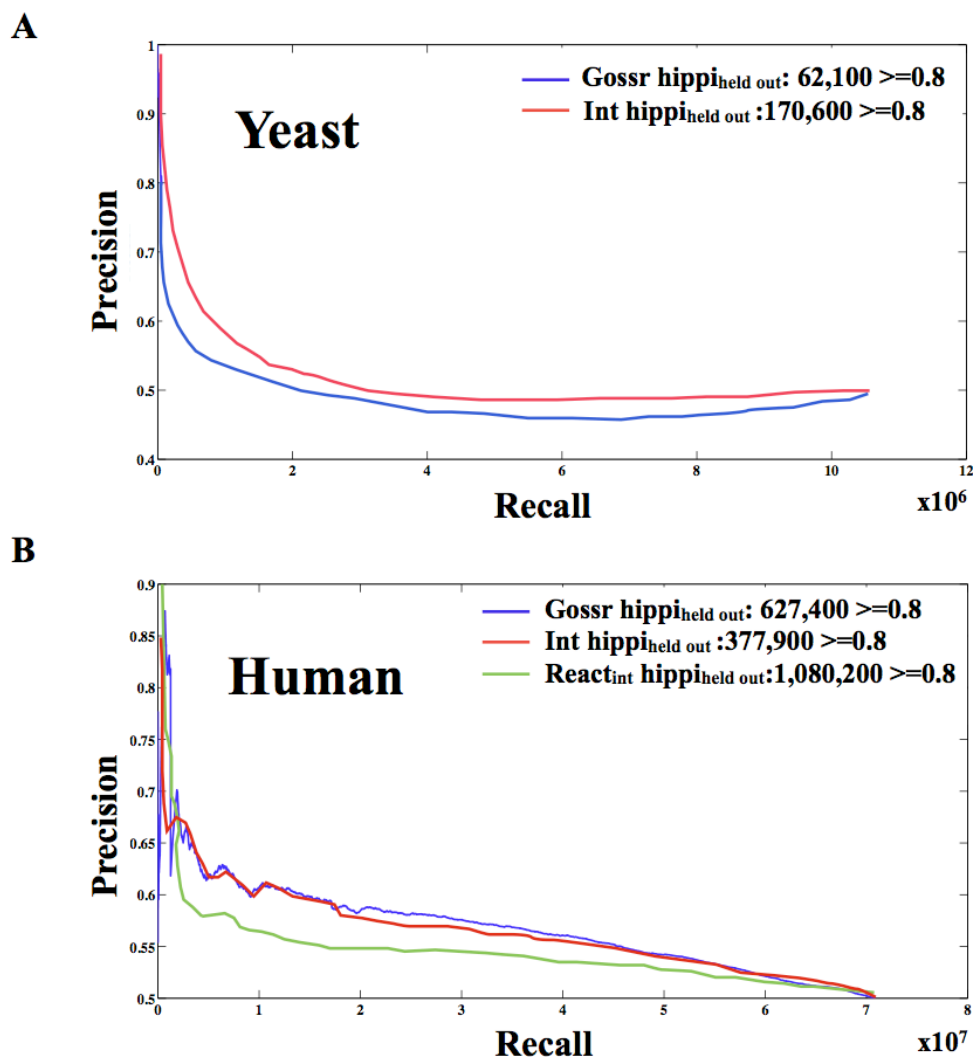 A
Yeast
Gossr hippiheld out: 62,100 >=0.8
Int hippiheld out :170,600 >=0.8
Precision
1
0.9
0.8
0.7
0.6
0.5
0.4
0 2 4 6 8 10 12
Recall
x10^6
B
Human
Gossr hippiheld out: 627,400 >=0.8
Int hippiheld out :377,900 >=0.8
Reactint hippiheld out:1,080,200 >=0.8
Precision
0.9
0.85
0.8
0.75
0.7
0.65
0.6
0.55
0.5
0 1 2 3 4 5 6 7 8
Recall
x10^7